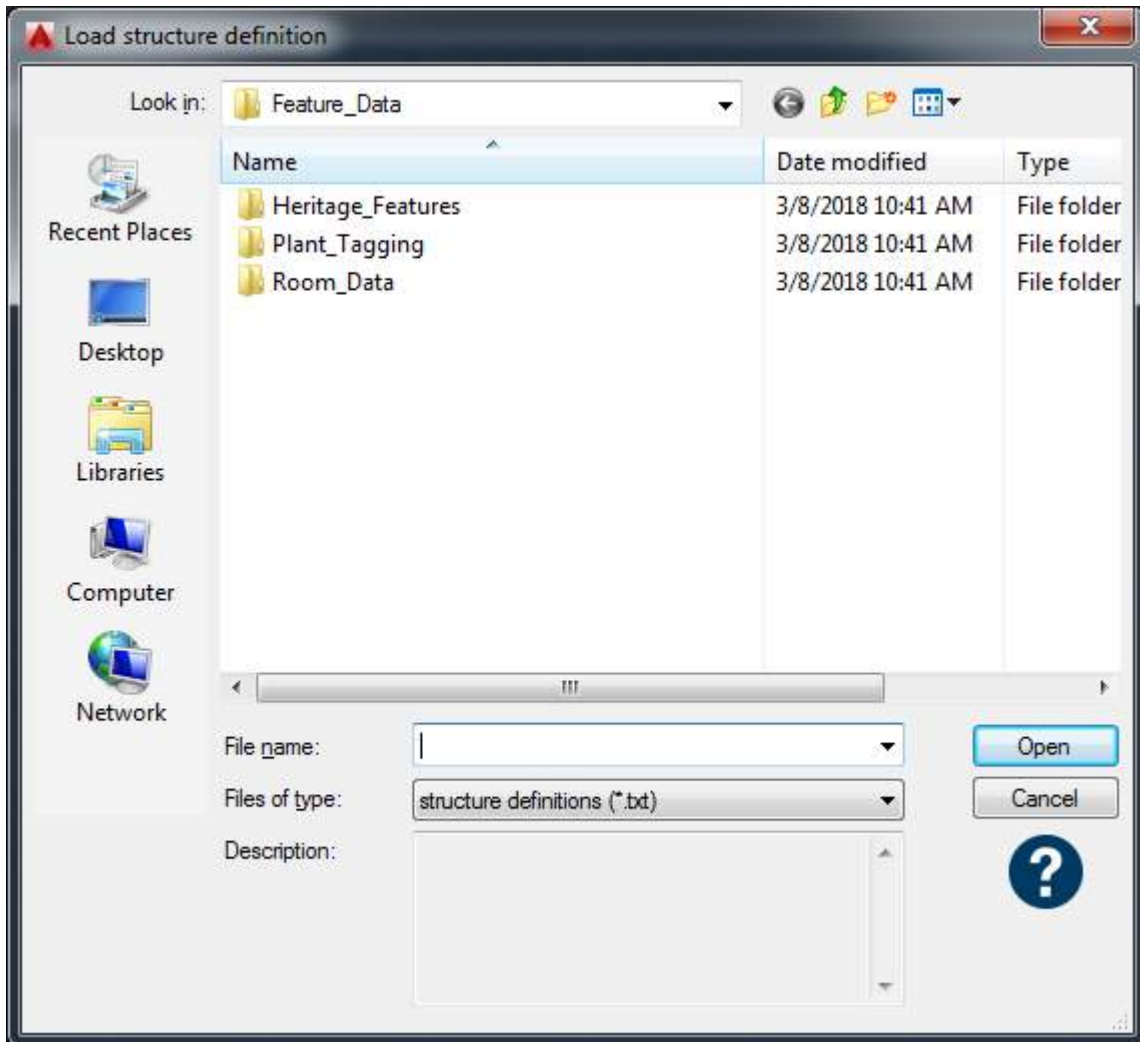 Load structure definition
Look in: Feature_Data
Name Date modified Type
Heritage_Features 3/8/2018 10:41 AM File folder
Plant_Tagging 3/8/2018 10:41 AM File folder
Room_Data 3/8/2018 10:41 AM File folder
Recent Places
Desktop
Libraries
Computer
Network
File name: Open
Files of type: structure definitions (*.txt) Cancel
Description:
?